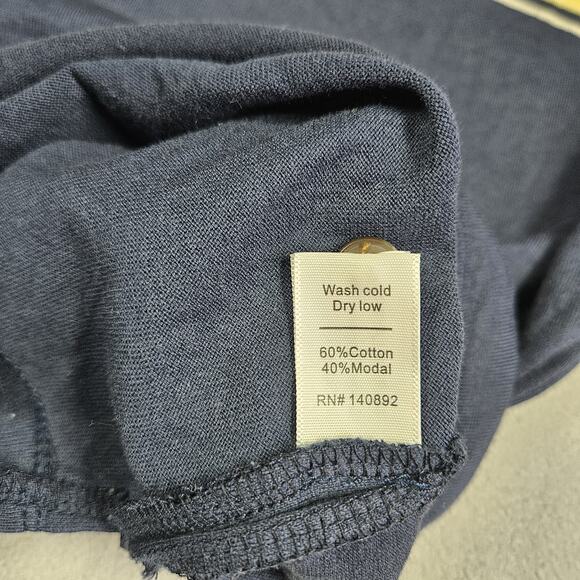 Wash cold
Dry low
60%Cotton
40%Modal
RN# 140892